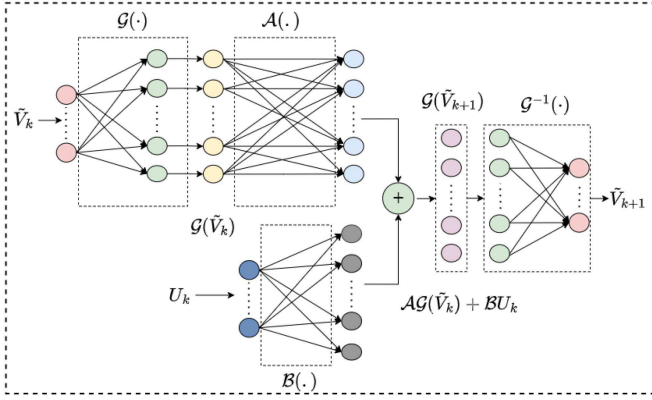 𝒢(·)
𝒜(.)
Ṽ_k
𝒢(Ṽ_{k+1})
𝒢^{-1}(·)
+
Ṽ_{k+1}
𝒢(Ṽ_k)
U_k
𝒜𝒢(Ṽ_k) + ℬU_k
ℬ(.)